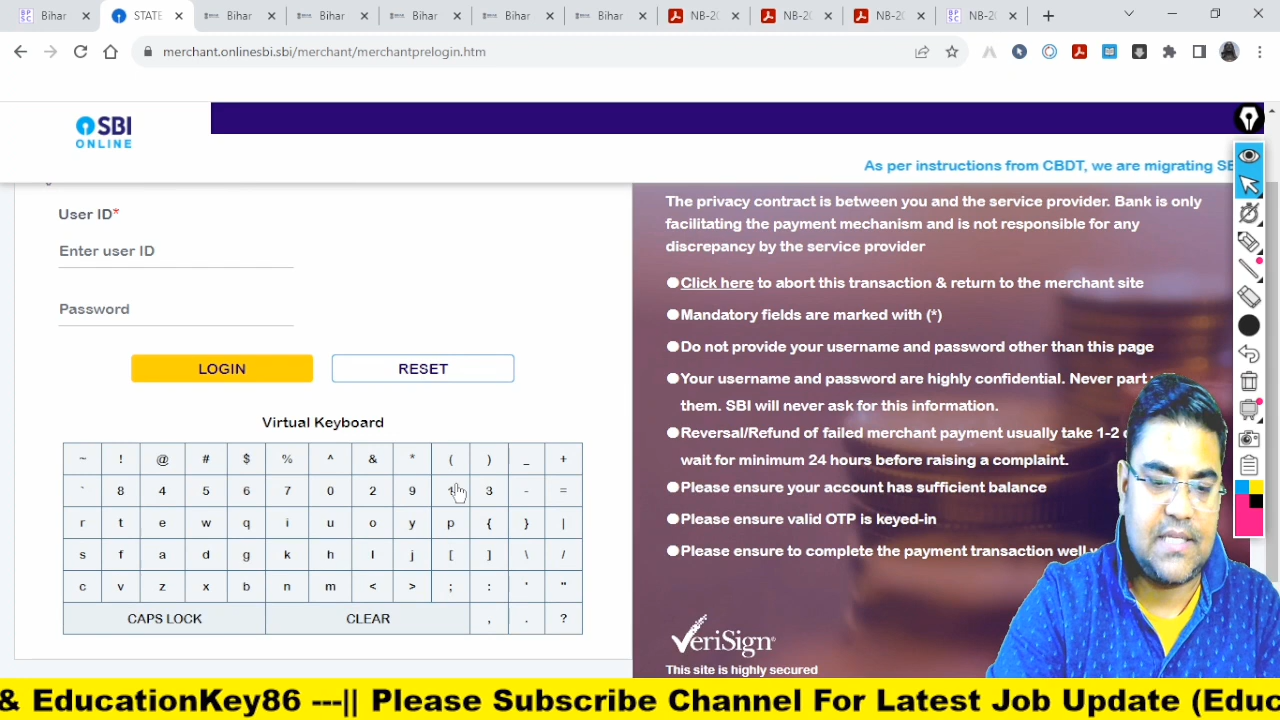 Bihar
STATE
Bihar
Bihar
Bihar
Bihar
Bihar
NB-20
NB-20
NB-20
NB-20
merchant.onlinesbi.sbi/merchant/merchantprelogin.htm
SBI
ONLINE
As per instructions from CBDT, we are migrating
User ID*
Enter user ID
Password
LOGIN RESET
Virtual Keyboard
~ ! @ # $ % ^ & * ( ) _ +
` 8 4 5 6 7 0 2 9 3 - =
r t e w q i u o y p { } |
s f a d g k h l j [ ] \ /
c v z x b n m < > ; : ' "
CAPS LOCK CLEAR , . ?
The privacy contract is between you and the service provider. Bank is only
facilitating the payment mechanism and is not responsible for any
discrepancy by the service provider
Click here to abort this transaction & return to the merchant site
Mandatory fields are marked with (*)
Do not provide your username and password other than this page
Your username and password are highly confidential. Never part
them. SBI will never ask for this information.
Reversal/Refund of failed merchant payment usually take 1-2
wait for minimum 24 hours before raising a complaint.
Please ensure your account has sufficient balance
Please ensure valid OTP is keyed-in
Please ensure to complete the payment transaction well
VeriSign
This site is highly secured
& EducationKey86 ---|| Please Subscribe Channel For Latest Job Update (Educ